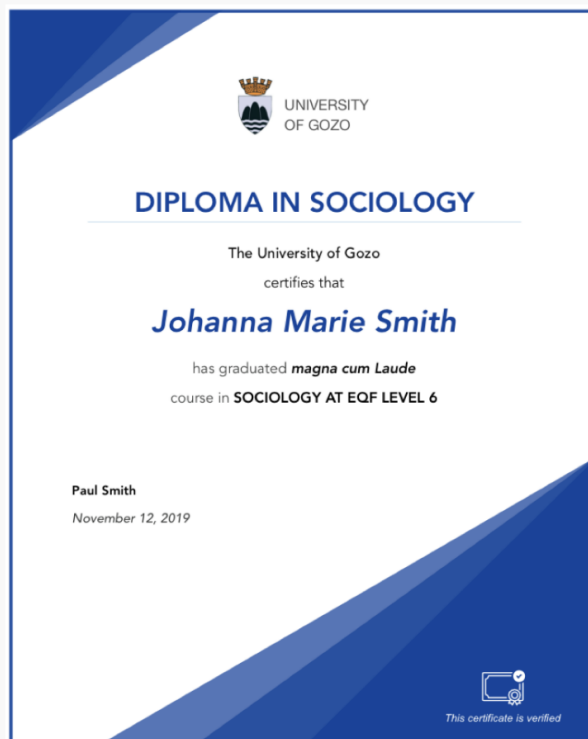 UNIVERSITY
OF GOZO
DIPLOMA IN SOCIOLOGY
The University of Gozo
certifies that
Johanna Marie Smith
has graduated magna cum Laude
course in SOCIOLOGY AT EQF LEVEL 6
Paul Smith
November 12, 2019
This certificate is verified